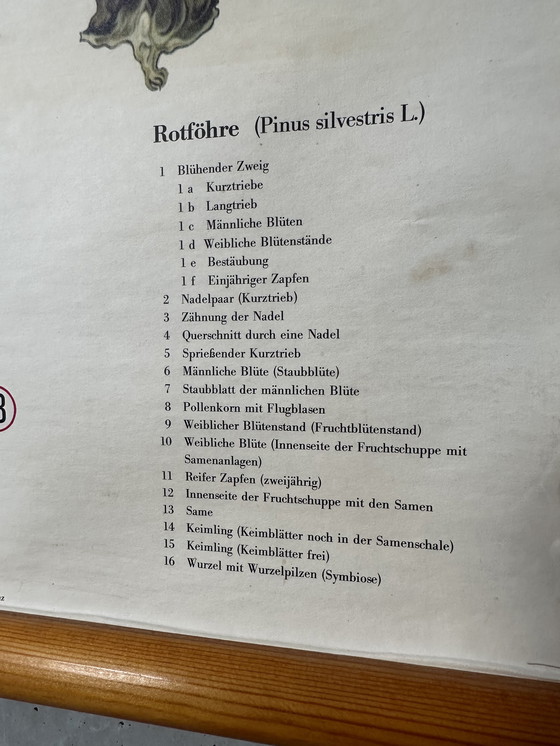 Rotföhre (Pinus silvestris L.)
1 Blühender Zweig
1 a Kurztriebe
1 b Langtrieb
1 c Männliche Blüten
1 d Weibliche Blütenstände
1 e Bestäubung
1 f Einjähriger Zapfen
2 Nadelpaar (Kurztrieb)
3 Zähnung der Nadel
4 Querschnitt durch eine Nadel
5 Sprießender Kurztrieb
6 Männliche Blüte (Staubblüte)
7 Staubblatt der männlichen Blüte
8 Pollenkorn mit Flugblasen
9 Weiblicher Blütenstand (Fruchtblütenstand)
10 Weibliche Blüte (Innenseite der Fruchtschuppe mit
Samenanlagen)
11 Reifer Zapfen (zweijährig)
12 Innenseite der Fruchtschuppe mit den Samen
13 Same
14 Keimling (Keimblätter noch in der Samenschale)
15 Keimling (Keimblätter frei)
16 Wurzel mit Wurzelpilzen (Symbiose)